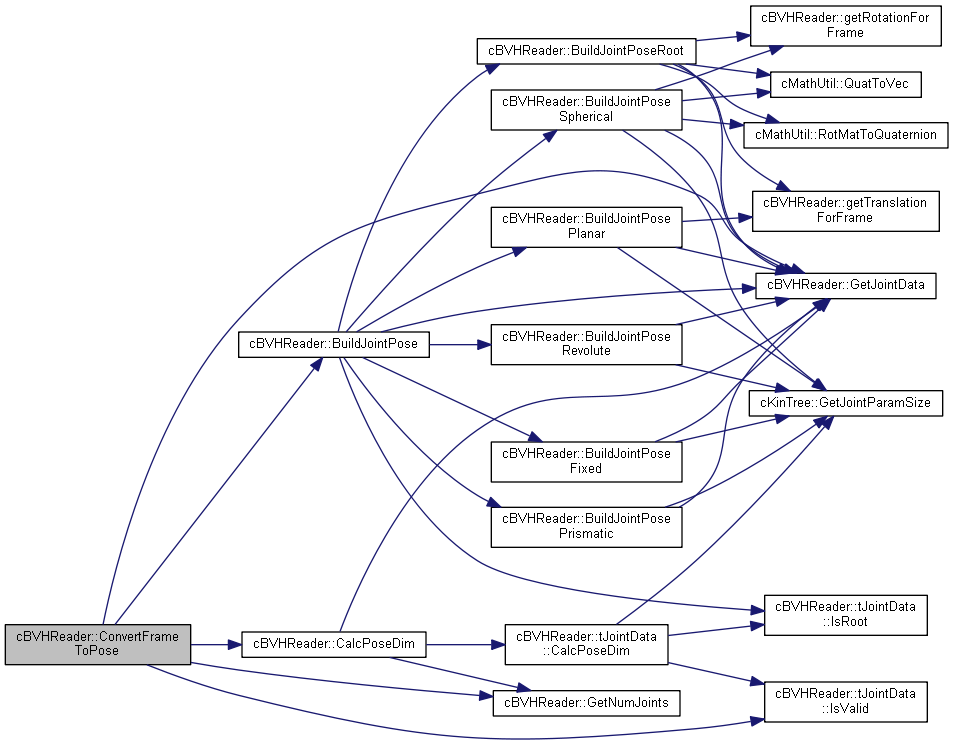 cBVHReader::getRotationFor
Frame
cBVHReader::BuildJointPoseRoot
cMathUtil::QuatToVec
cBVHReader::BuildJointPose
Spherical
cMathUtil::RotMatToQuaternion
cBVHReader::getTranslation
ForFrame
cBVHReader::BuildJointPose
Planar
cBVHReader::GetJointData
cBVHReader::BuildJointPose
cBVHReader::BuildJointPose
Revolute
cKinTree::GetJointParamSize
cBVHReader::BuildJointPose
Fixed
cBVHReader::BuildJointPose
Prismatic
cBVHReader::tJointData
::IsRoot
cBVHReader::ConvertFrame
ToPose
cBVHReader::CalcPoseDim
cBVHReader::tJointData
::CalcPoseDim
cBVHReader::GetNumJoints
cBVHReader::tJointData
::IsValid